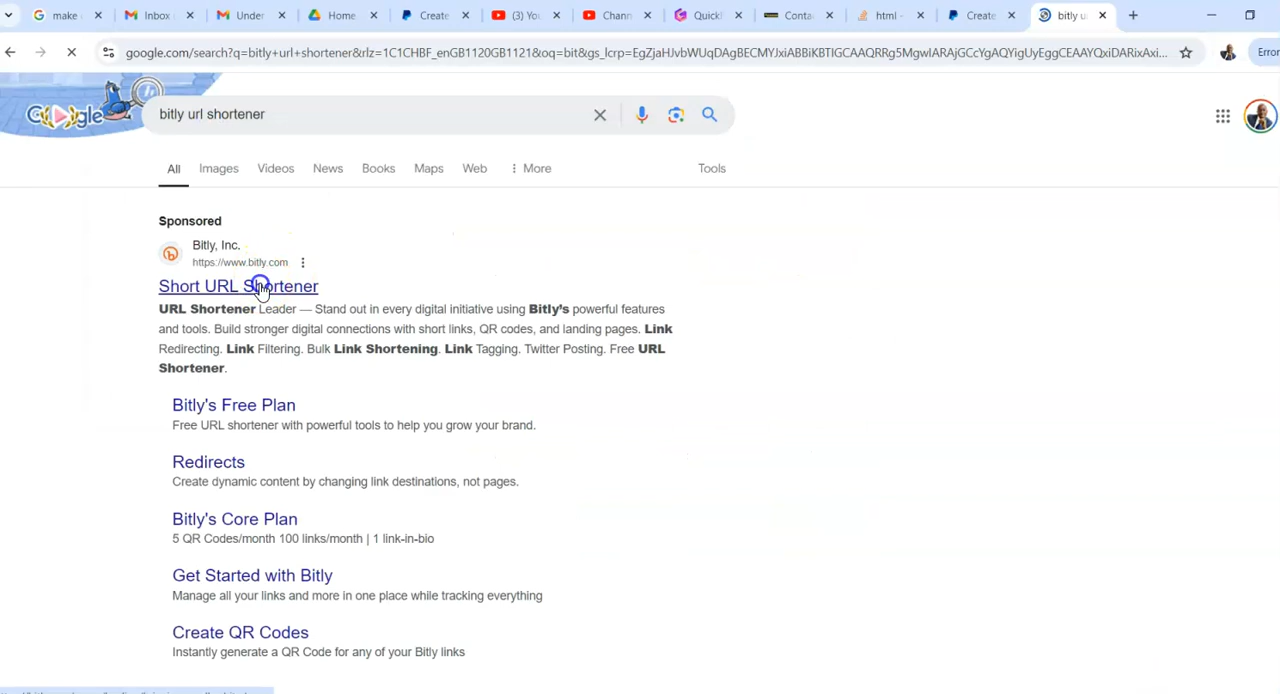 make
Inbox
Under
Home
Create
(3) You
Chann
Quick
Conta
html -
Create
bitly u
google.com/search?q=bitly+url+shortener&rlz=1C1CHBF_enGB1120GB1121&oq=bit&gs_lcrp=EgZjaHJvbWUqDAgBECMYJxiABBiKBTIGCAAQRRg5MgwIARAjGCcYgAQYigUyEggCEAAYQxiDARixAxi...
Error
Google
bitly url shortener
All
Images
Videos
News
Books
Maps
Web
More
Tools
Sponsored
Bitly, Inc.
https://www.bitly.com
Short URL Shortener
URL Shortener Leader — Stand out in every digital initiative using Bitly's powerful features
and tools. Build stronger digital connections with short links, QR codes, and landing pages. Link
Redirecting. Link Filtering. Bulk Link Shortening. Link Tagging. Twitter Posting. Free URL
Shortener.
Bitly's Free Plan
Free URL shortener with powerful tools to help you grow your brand.
Redirects
Create dynamic content by changing link destinations, not pages.
Bitly's Core Plan
5 QR Codes/month 100 links/month | 1 link-in-bio
Get Started with Bitly
Manage all your links and more in one place while tracking everything
Create QR Codes
Instantly generate a QR Code for any of your Bitly links